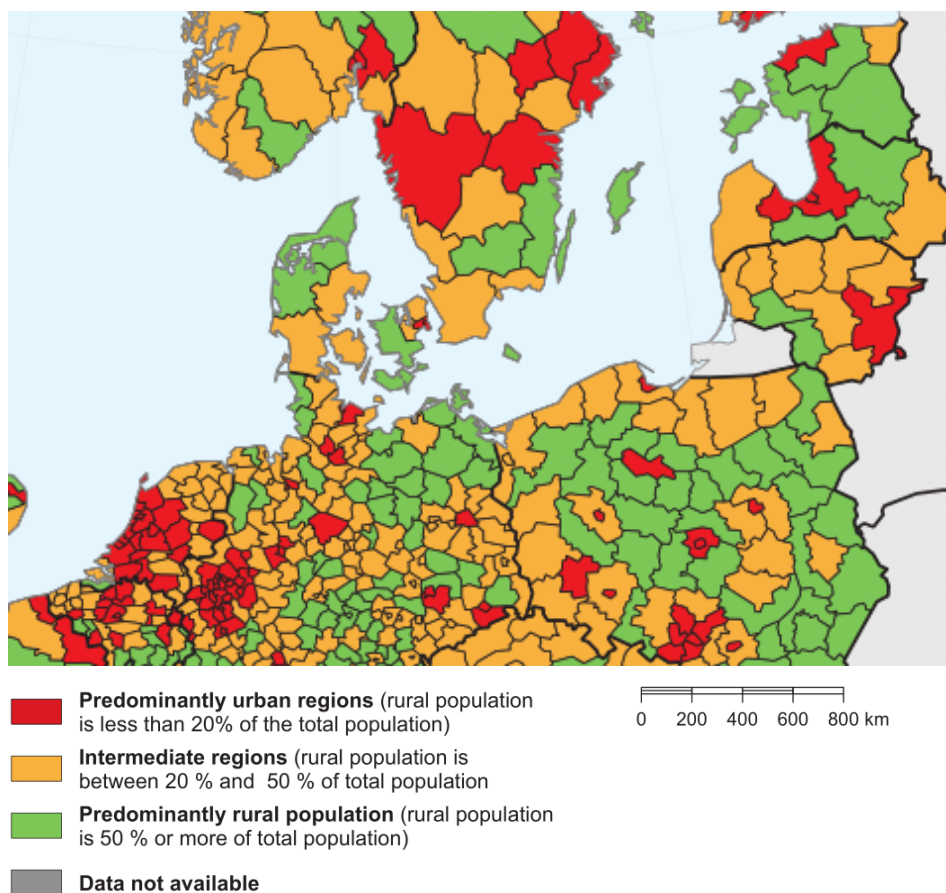 Predominantly urban regions (rural population
is less than 20% of the total population)
Intermediate regions (rural population is
between 20 % and 50 % of total population
Predominantly rural population (rural population
is 50 % or more of total population)
Data not available
0 200 400 600 800 km